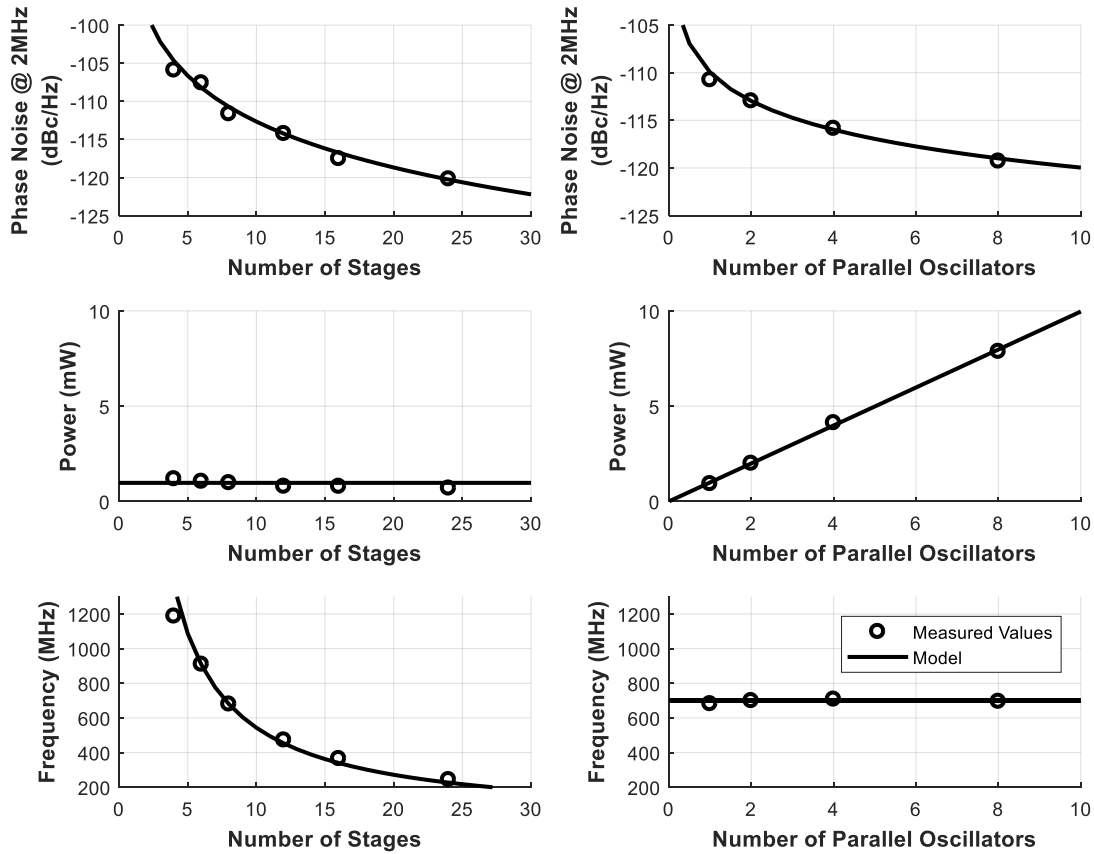 Phase Noise @ 2MHz
(dBc/Hz)
-100
-105
-110
-115
-120
-125
0 5 10 15 20 25 30
Number of Stages
Phase Noise @ 2MHz
(dBc/Hz)
-105
-110
-115
-120
-125
0 2 4 6 8 10
Number of Parallel Oscillators
Power (mW)
10
5
0
0 5 10 15 20 25 30
Number of Stages
Power (mW)
10
5
0
0 2 4 6 8 10
Number of Parallel Oscillators
Frequency (MHz)
1200
1000
800
600
400
200
0 5 10 15 20 25 30
Number of Stages
Frequency (MHz)
1200
1000
800
600
400
200
Measured Values
Model
0 2 4 6 8 10
Number of Parallel Oscillators